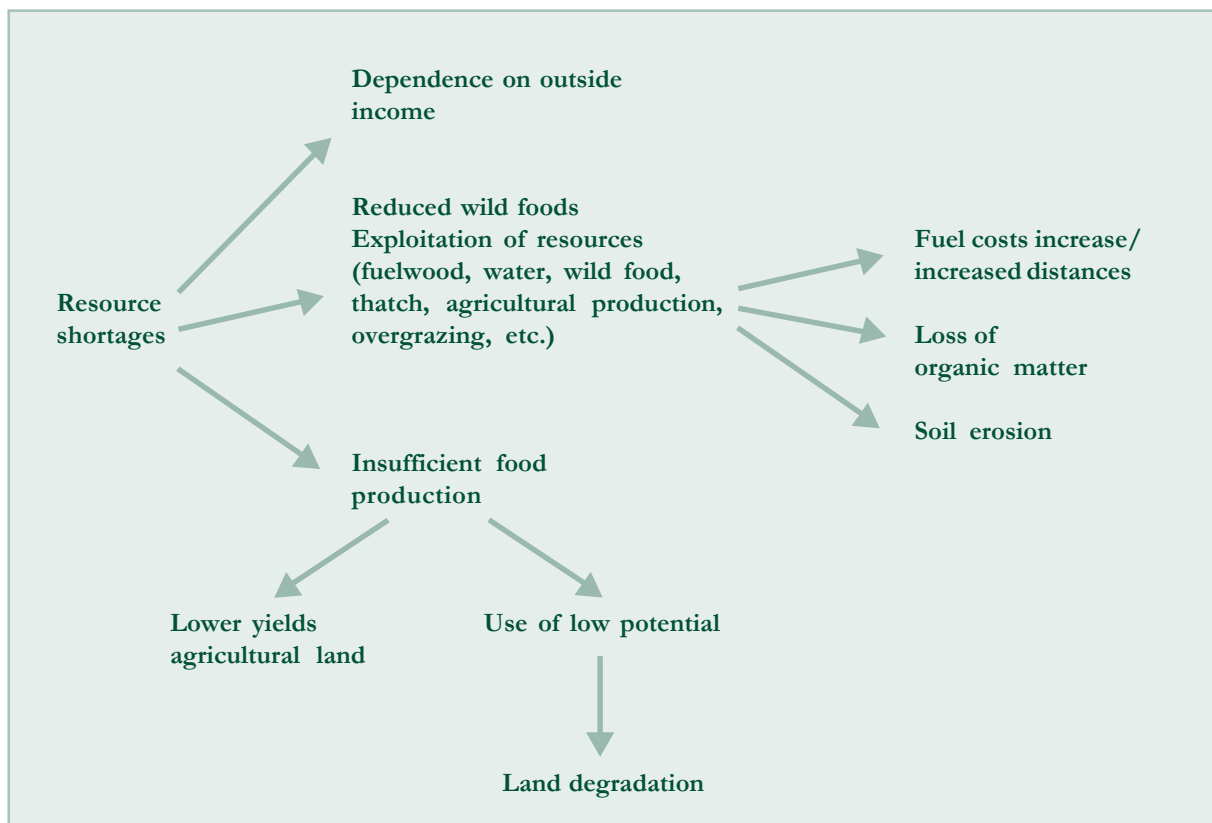 Dependence on outside
income
Reduced wild foods
Exploitation of resources
(fuelwood, water, wild food,
thatch, agricultural production,
overgrazing, etc.)
Fuel costs increase/
increased distances
Resource
shortages
Loss of
organic matter
Soil erosion
Insufficient food
production
Lower yields
agricultural land
Use of low potential
Land degradation